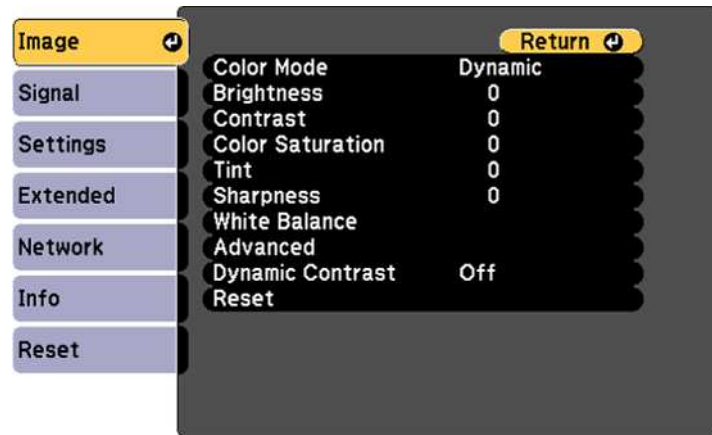 Image
Signal
Settings
Extended
Network
Info
Reset
Return
Color Mode Dynamic
Brightness 0
Contrast 0
Color Saturation 0
Tint 0
Sharpness 0
White Balance
Advanced
Dynamic Contrast Off
Reset